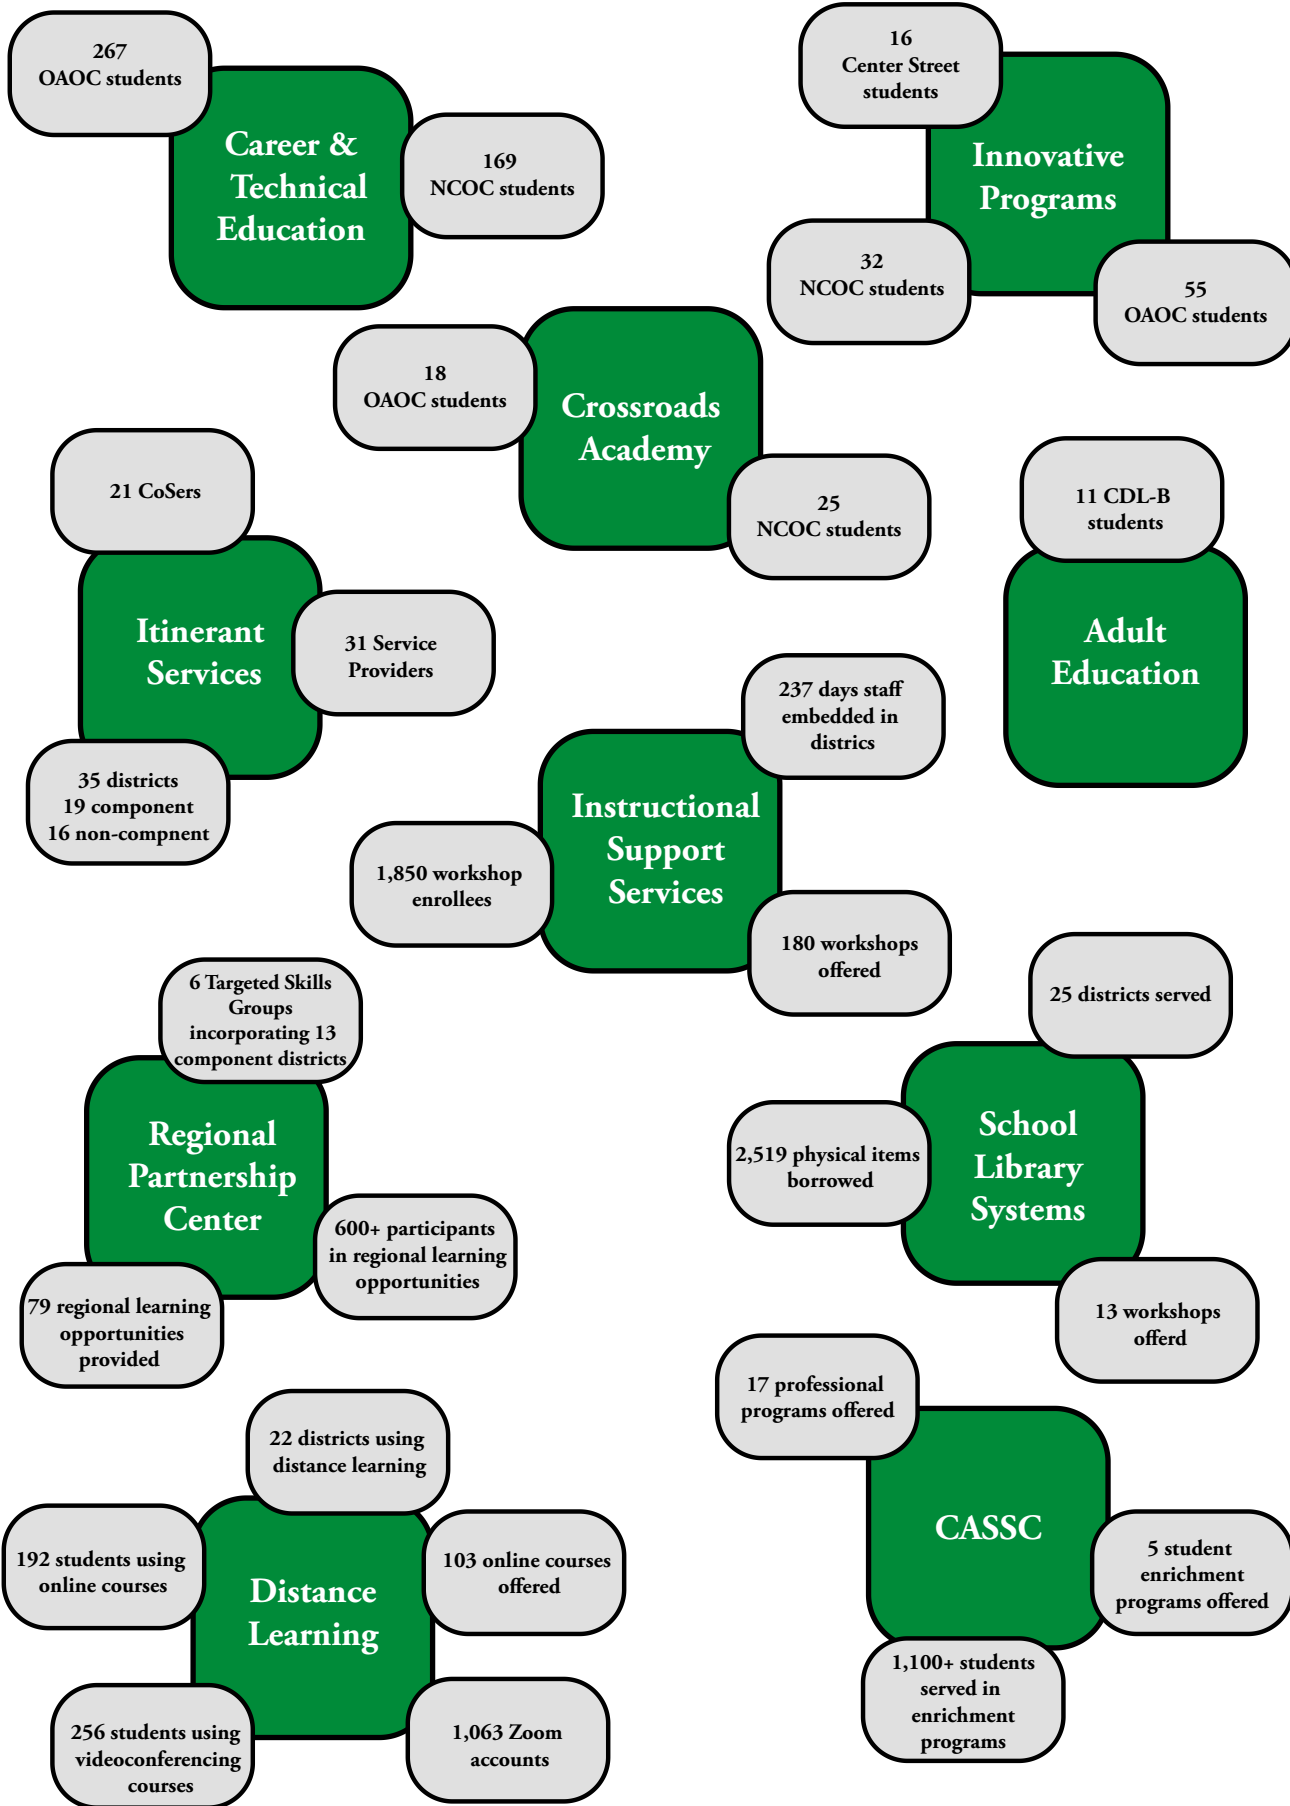 267
OAOC students
Career &
Technical
Education
169
NCOC students
16
Center Street
students
Innovative
Programs
32
NCOC students
55
OAOC students
18
OAOC students
Crossroads
Academy
25
NCOC students
21 CoSers
Itinerant
Services
31 Service
Providers
35 districts
19 component
16 non-compnent
11 CDL-B
students
Adult
Education
237 days staff
embedded in
districs
Instructional
Support
Services
1,850 workshop
enrollees
180 workshops
offered
6 Targeted Skills
Groups
incorporating 13
component districts
Regional
Partnership
Center
600+ participants
in regional learning
opportunities
79 regional learning
opportunities
provided
25 districts served
School
Library
Systems
2,519 physical items
borrowed
13 workshops
offerd
22 districts using
distance learning
192 students using
online courses
103 online courses
offered
Distance
Learning
256 students using
videoconferencing
courses
1,063 Zoom
accounts
17 professional
programs offered
CASSC
5 student
enrichment
programs offered
1,100+ students
served in
enrichment
programs